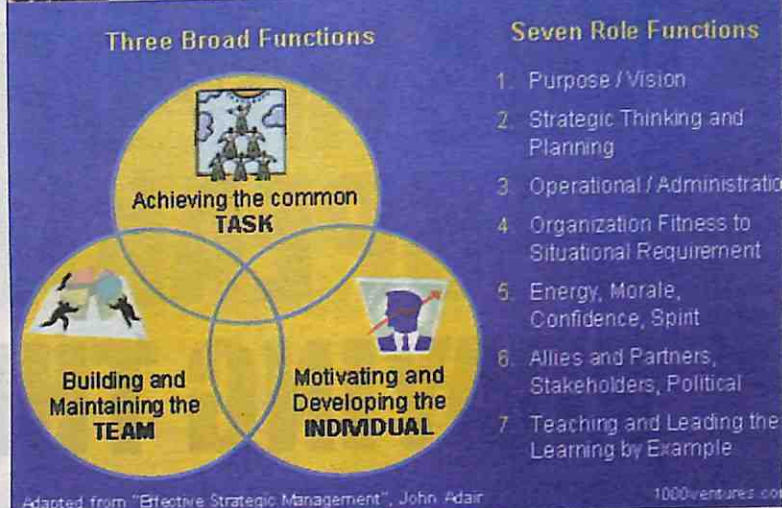 Three Broad Functions
Achieving the common
TASK
Building and
Maintaining the
TEAM
Motivating and
Developing the
INDIVIDUAL
Adapted from "Effective Strategic Management", John Adair
Seven Role Functions
1. Purpose / Vision
2. Strategic Thinking and
Planning
3. Operational / Administratio
4. Organization Fitness to
Situational Requirement
5. Energy, Morale,
Confidence, Spirit
6. Allies and Partners,
Stakeholders, Political
7. Teaching and Leading the
Learning by Example
1000ventures.com